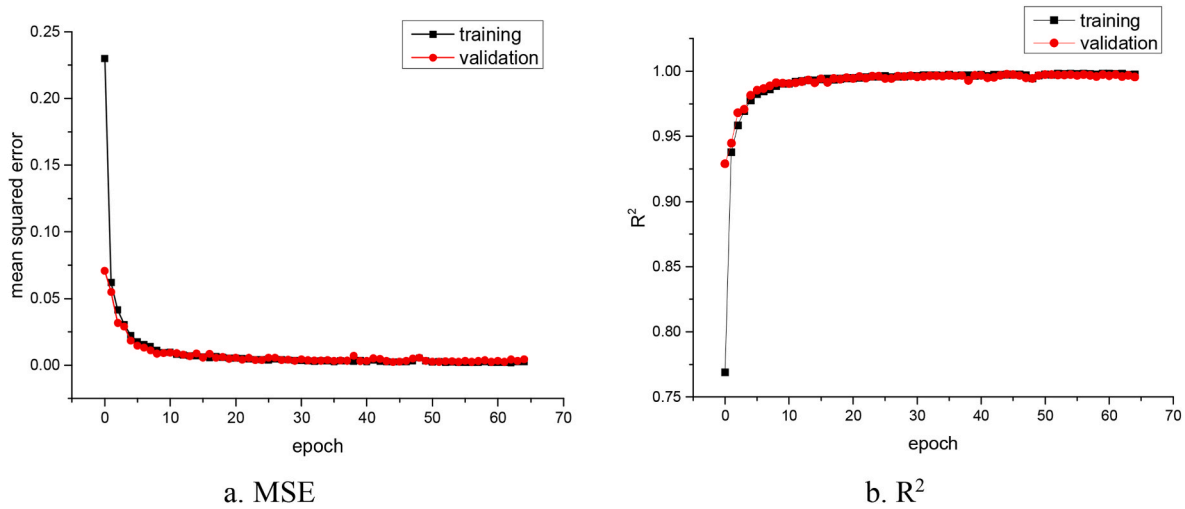 training
validation
0.25
0.20
0.15
0.10
0.05
0.00
mean squared error
0 10 20 30 40 50 60 70
epoch
a. MSE
training
validation
1.00
0.95
0.90
0.85
0.80
0.75
R²
0 10 20 30 40 50 60 70
epoch
b. R²